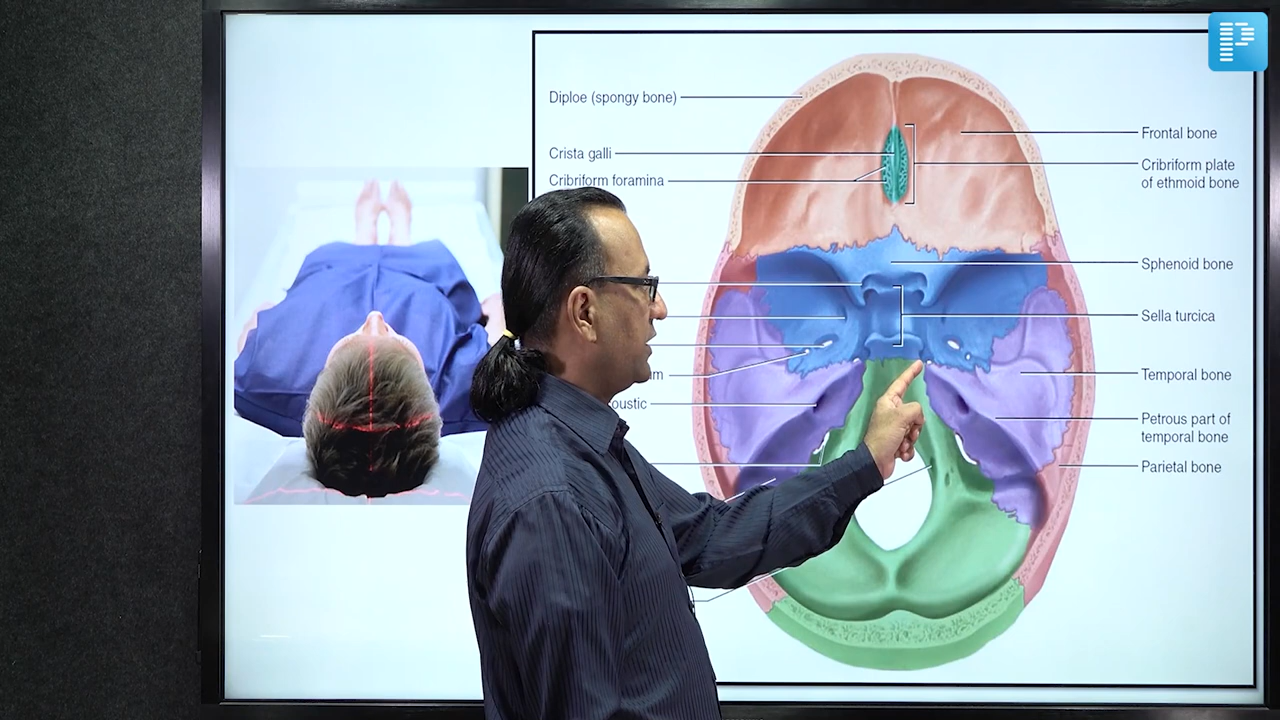 Diploe (spongy bone)
Crista galli
Cribriform foramina
Frontal bone
Cribriform plate
of ethmoid bone
Sphenoid bone
Sella turcica
Temporal bone
Petrous part of
temporal bone
Parietal bone
P